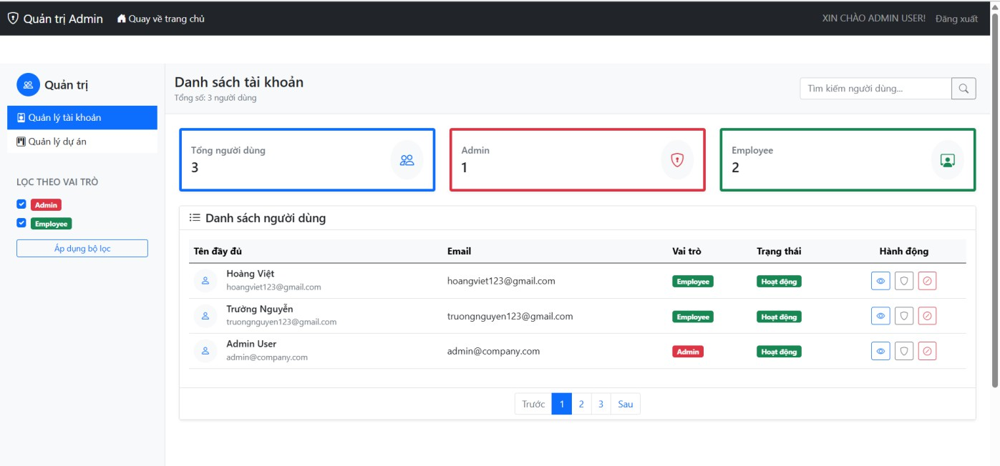 Quản trị Admin Quay về trang chủ XIN CHÀO ADMIN USER! Đăng xuất
Quản trị
Quản lý tài khoản
Quản lý dự án
LỌC THEO VAI TRÒ
Admin
Employee
Áp dụng bộ lọc
Danh sách tài khoản
Tổng số: 3 người dùng
Tìm kiếm người dùng...
Tổng người dùng
3
Admin
1
Employee
2
Danh sách người dùng
Tên đầy đủ Email Vai trò Trạng thái Hành động
Hoàng Việt
hoangviet123@gmail.com hoangviet123@gmail.com Employee Hoạt động
Trường Nguyễn
truongnguyen123@gmail.com truongnguyen123@gmail.com Employee Hoạt động
Admin User
admin@company.com admin@company.com Admin Hoạt động
Trước 1 2 3 Sau